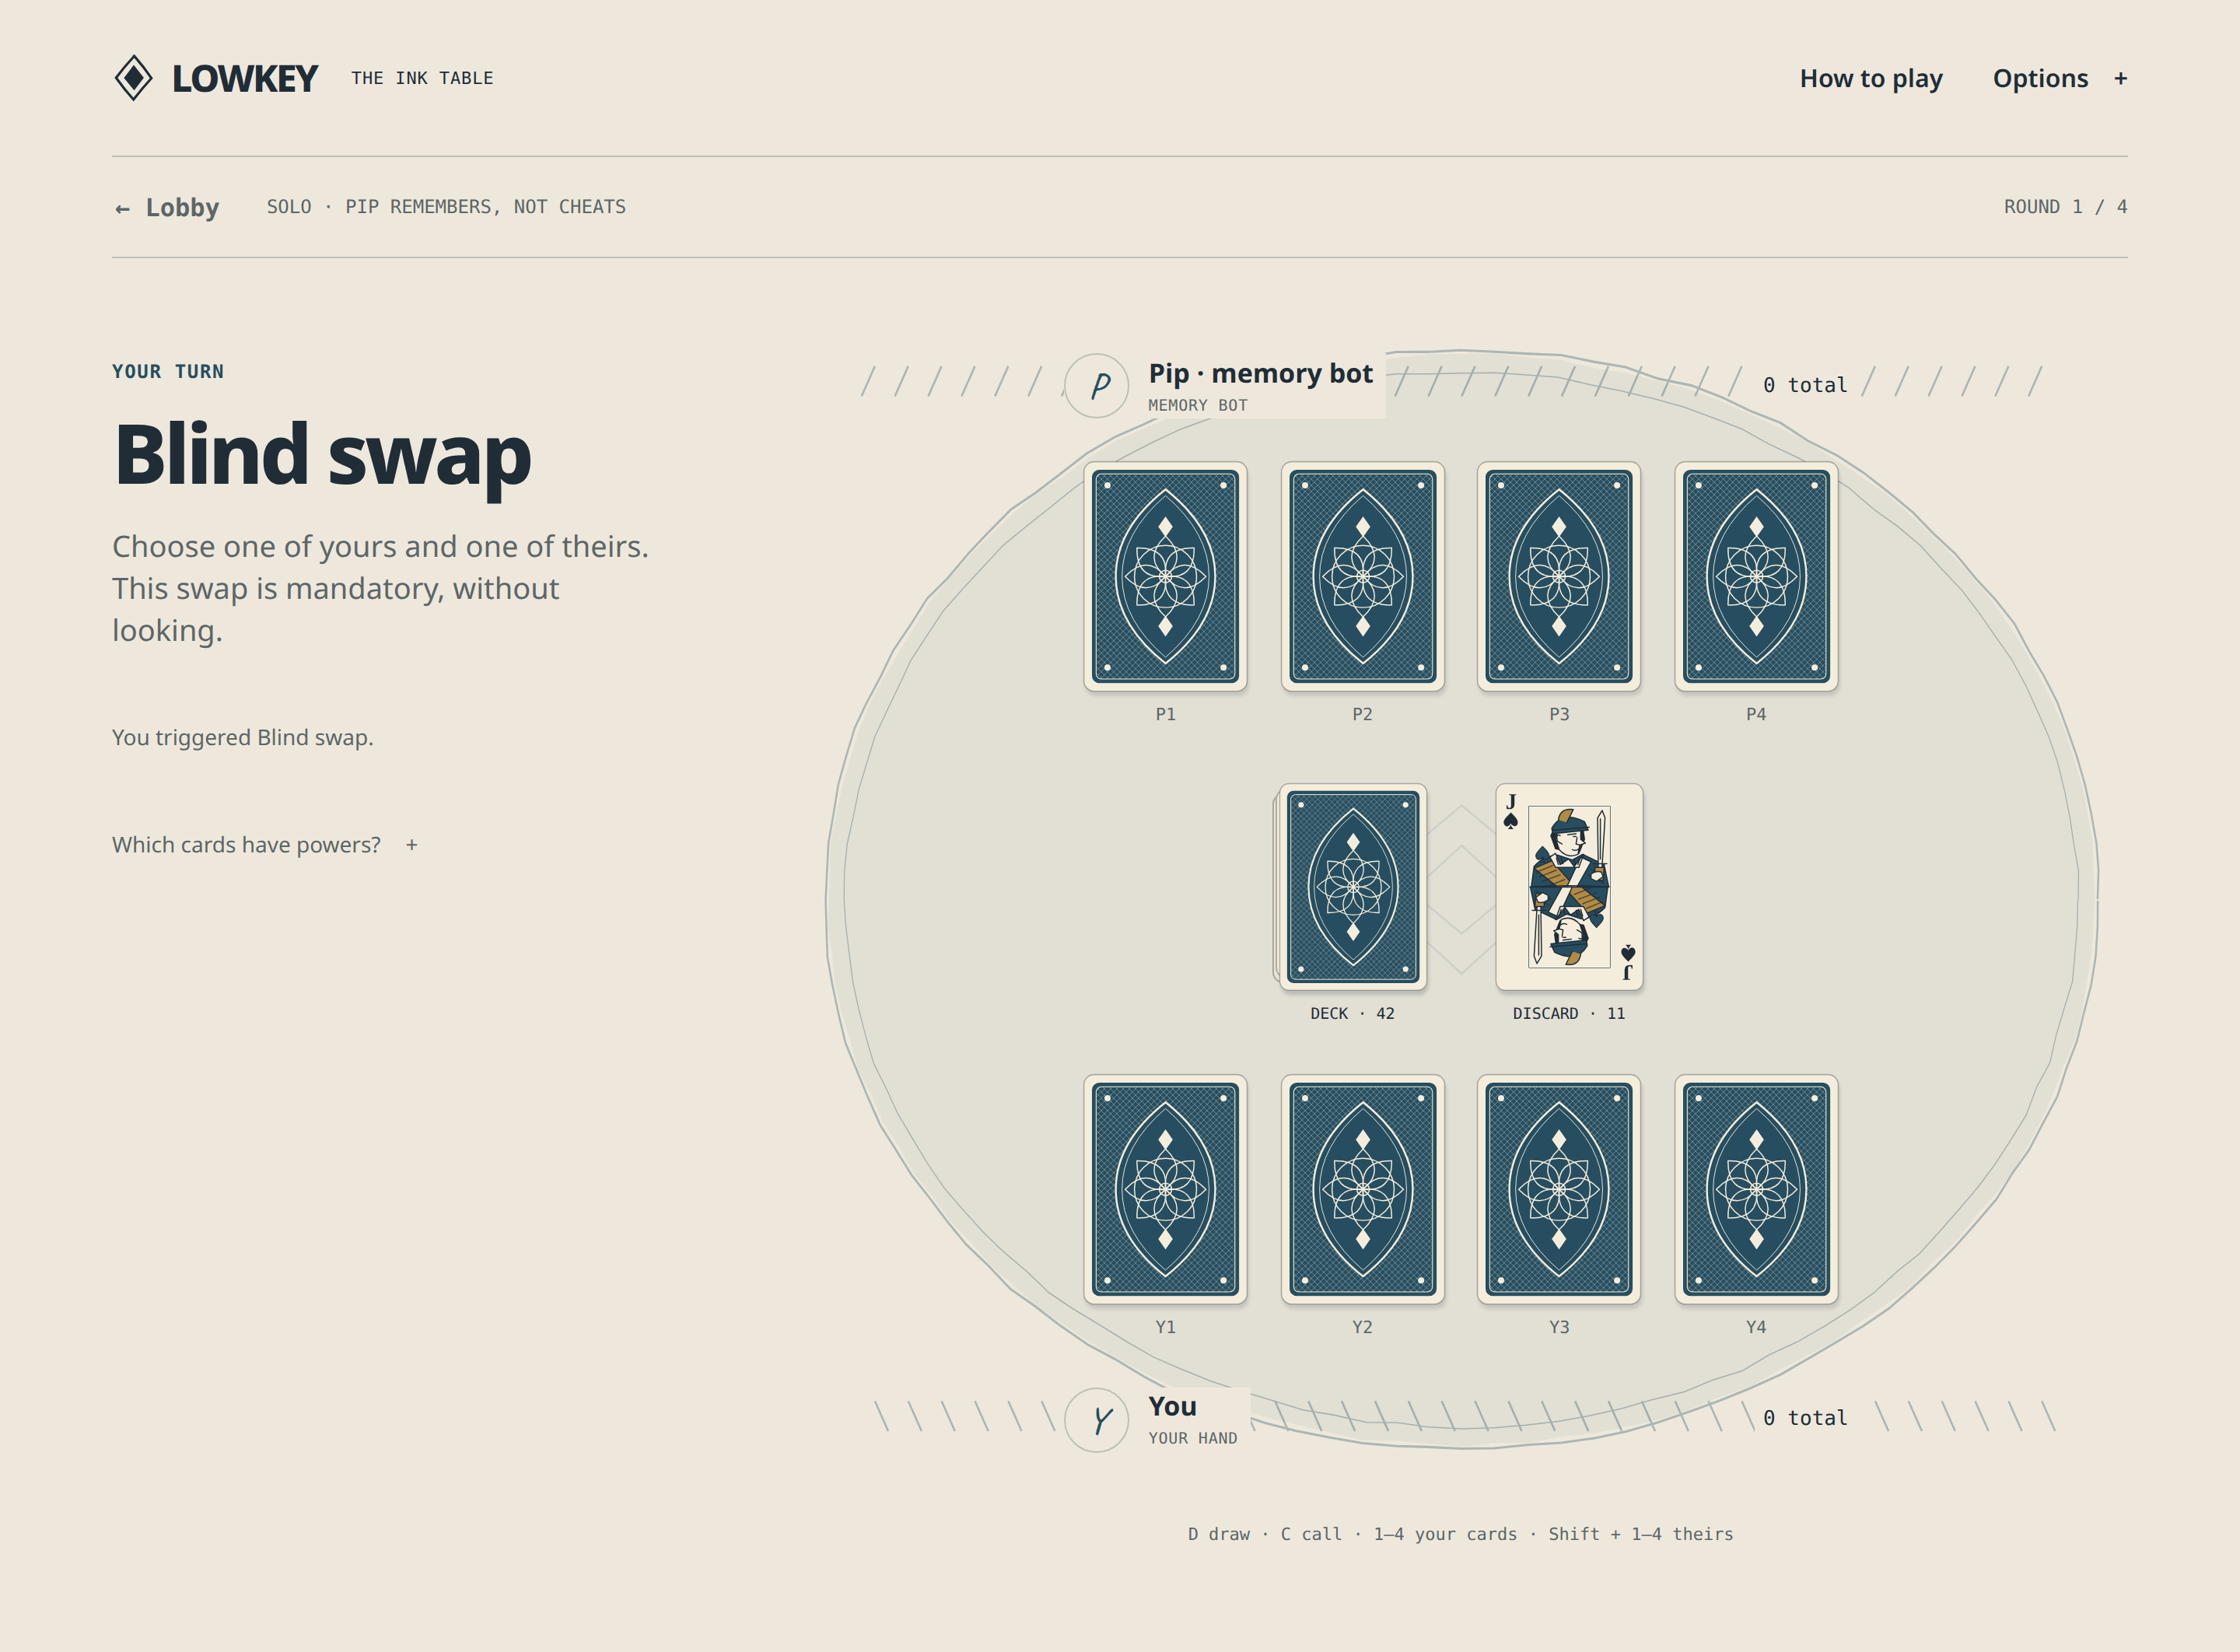 LOWKEY THE INK TABLE How to play Options +
← Lobby SOLO · PIP REMEMBERS, NOT CHEATS ROUND 1 / 4
YOUR TURN
Blind swap
Choose one of yours and one of theirs.
This swap is mandatory, without
looking.
You triggered Blind swap.
Which cards have powers? +
P Pip · memory bot 0 total
MEMORY BOT
P1 P2 P3 P4
J
J
DECK · 42 DISCARD · 11
Y1 Y2 Y3 Y4
Y You 0 total
YOUR HAND
D draw · C call · 1–4 your cards · Shift + 1–4 theirs